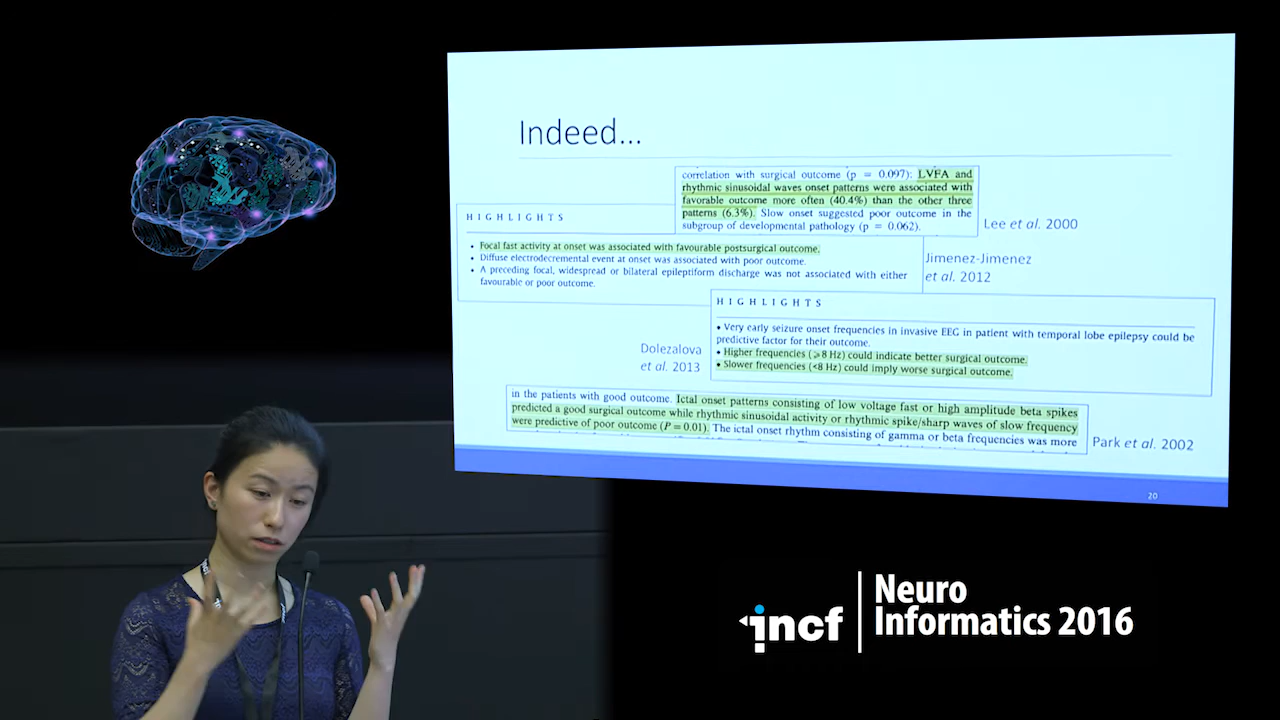 Indeed...
correlation with surgical outcome (p = 0.097); LVFA and
rhythmic sinusoidal waves onset patterns were associated with
favorable outcome more often (40.4%) than the other three
patterns (6.3%). Slow onset suggested poor outcome in the
subgroup of developmental pathology (p = 0.062).
Lee et al. 2000
HIGHLIGHTS
• Focal fast activity at onset was associated with favourable postsurgical outcome.
• Diffuse electrodecremental event at onset was associated with poor outcome.
• A preceding focal, widespread or bilateral epileptiform discharge was not associated with either
favourable or poor outcome.
Jimenez-Jimenez
et al. 2012
HIGHLIGHTS
• Very early seizure onset frequencies in invasive EEG in patient with temporal lobe epilepsy could be
predictive factor for their outcome.
• Higher frequencies (⩾8 Hz) could indicate better surgical outcome.
• Slower frequencies (<8 Hz) could imply worse surgical outcome.
Dolezalova
et al. 2013
in the patients with good outcome. Ictal onset patterns consisting of low voltage fast or high amplitude beta spikes
predicted a good surgical outcome while rhythmic sinusoidal activity or rhythmic spike/sharp waves of slow frequency
were predictive of poor outcome (P = 0.01). The ictal onset rhythm consisting of gamma or beta frequencies was more
Park et al. 2002
20
incf
Neuro
Informatics 2016